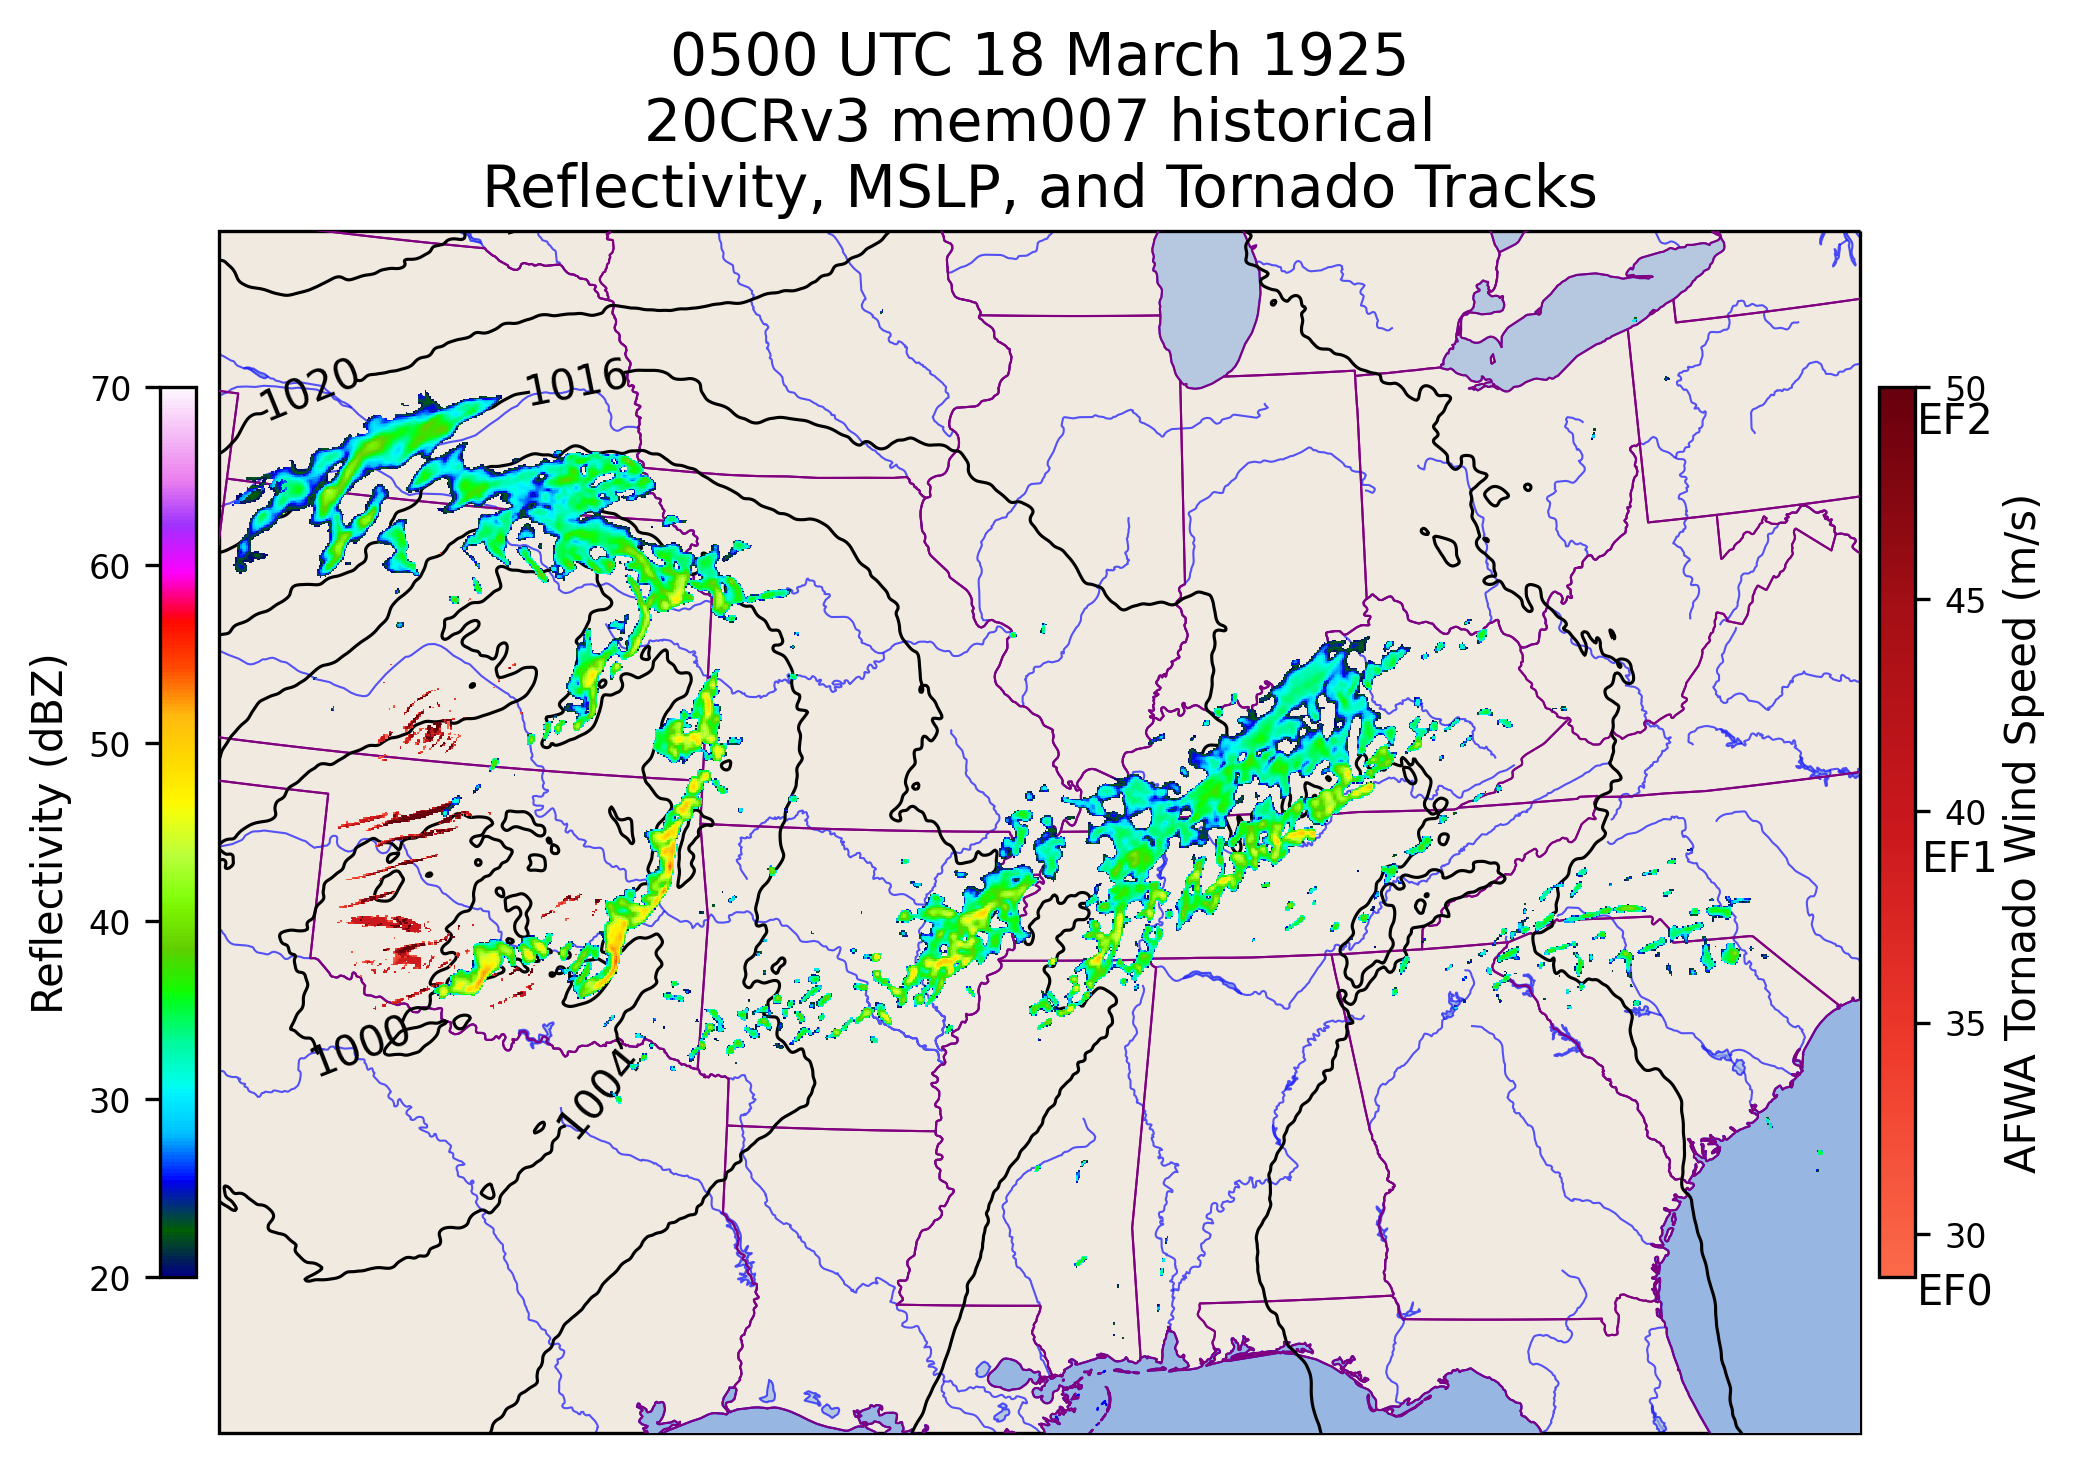 0500 UTC 18 March 1925
20CRv3 mem007 historical
Reflectivity, MSLP, and Tornado Tracks
1020
1016
1000
1004
70
60
50
40
30
20
Reflectivity (dBZ)
50
EF2
45
40
EF1
35
30
EF0
AFWA Tornado Wind Speed (m/s)